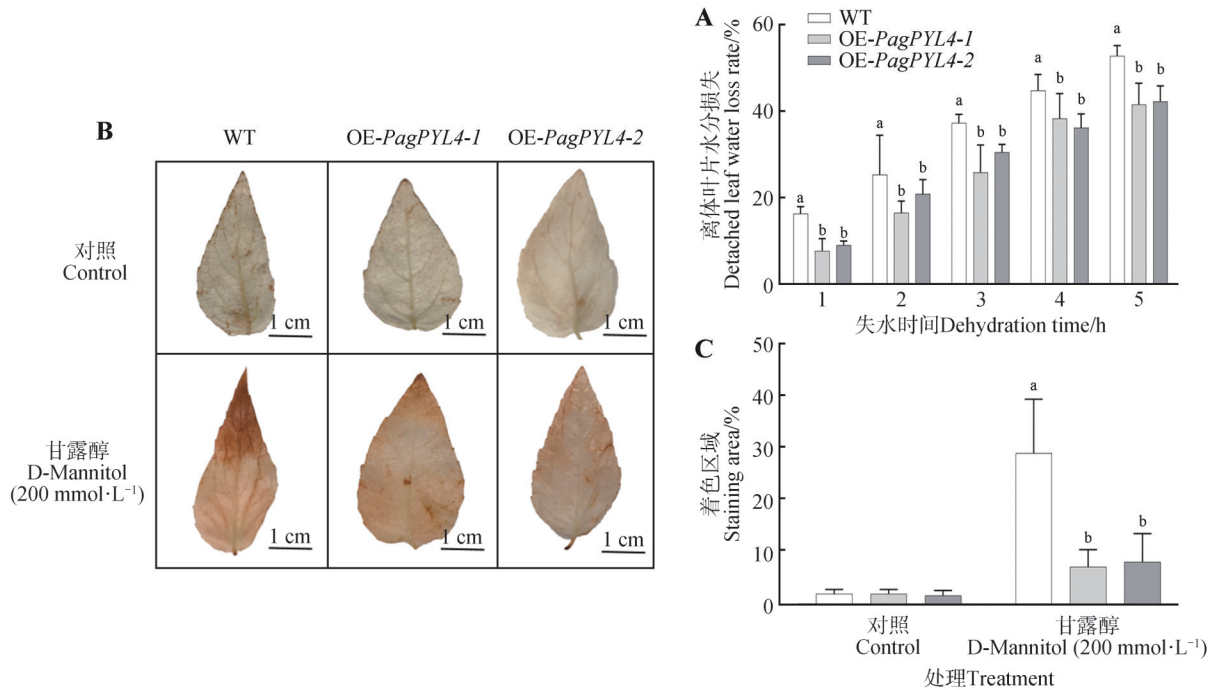 B
WT
OE-PagPYL4-1
OE-PagPYL4-2
对照
Control
1 cm
1 cm
1 cm
甘露醇
D-Mannitol
(200 mmol·L⁻¹)
1 cm
1 cm
1 cm
A
离体叶片水分损失
Detached leaf water loss rate/%
WT
OE-PagPYL4-1
OE-PagPYL4-2
60
40
20
0
a
b
b
a
b
b
a
b
b
a
b
b
a
b
b
1
2
3
4
5
失水时间Dehydration time/h
C
着色区域
Staining area/%
50
40
30
20
10
0
a
b
b
对照
Control
甘露醇
D-Mannitol (200 mmol·L⁻¹)
处理Treatment